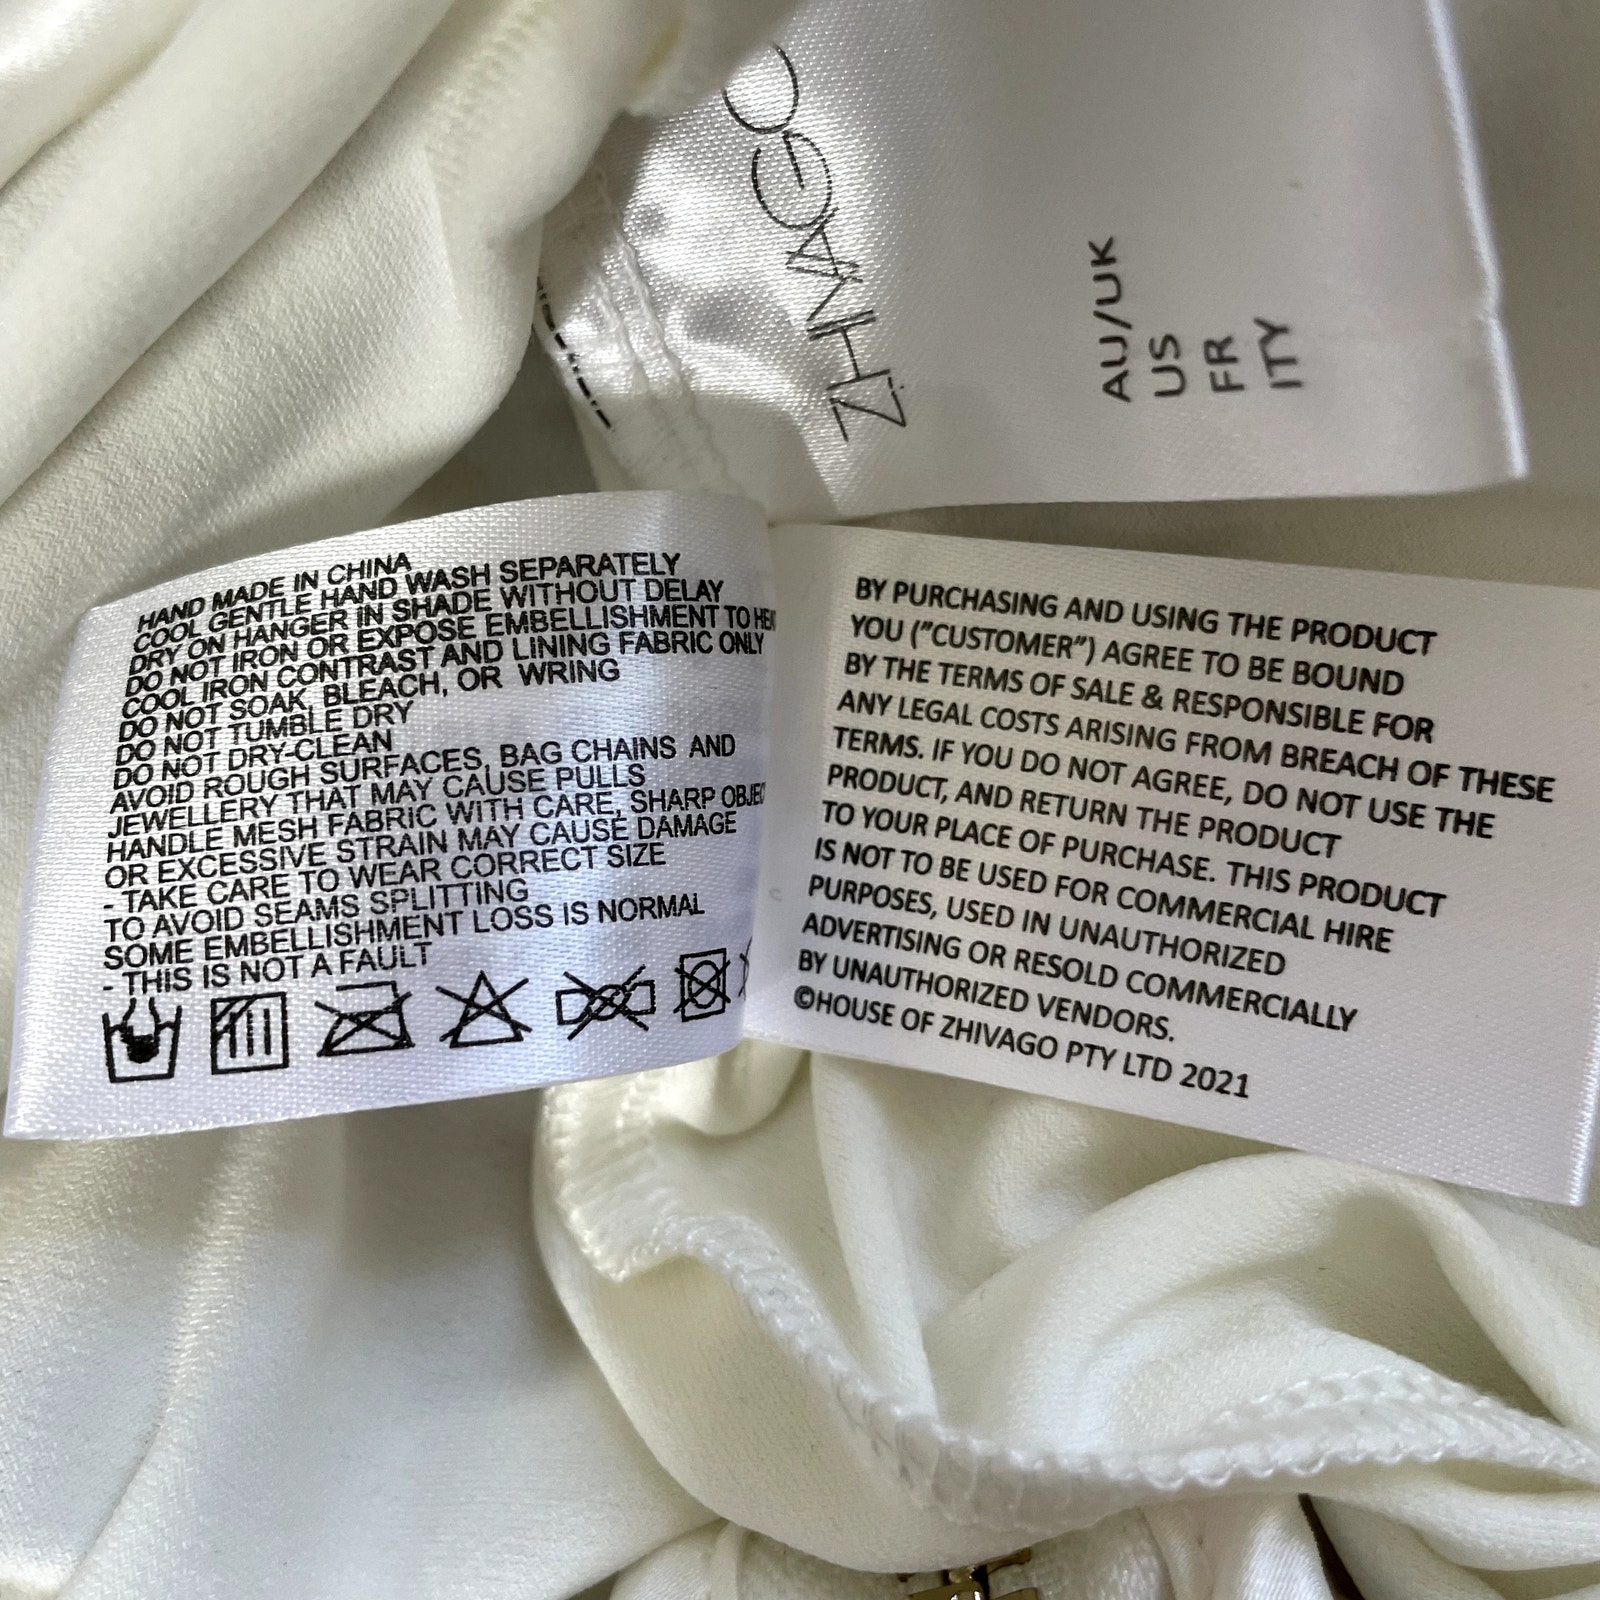 ZHIVAGO
AU/UK
US
FR
ITY
HAND MADE IN CHINA
COOL GENTLE HAND WASH SEPARATELY
DRY ON HANGER IN SHADE WITHOUT DELAY
DO NOT IRON OR EXPOSE EMBELLISHMENT TO
COOL IRON CONTRAST AND LINING FABRIC ONLY
DO NOT SOAK, BLEACH, OR WRING
DO NOT TUMBLE DRY
DO NOT DRY-CLEAN
AVOID ROUGH SURFACES, BAG CHAINS AND
JEWELLERY THAT MAY CAUSE PULLS
HANDLE MESH FABRIC WITH CARE, SHARP
OR EXCESSIVE STRAIN MAY CAUSE DAMAGE
- TAKE CARE TO WEAR CORRECT SIZE
TO AVOID SEAMS SPLITTING
SOME EMBELLISHMENT LOSS IS NORMAL
- THIS IS NOT A FAULT
BY PURCHASING AND USING THE PRODUCT
YOU ("CUSTOMER") AGREE TO BE BOUND
BY THE TERMS OF SALE & RESPONSIBLE FOR
ANY LEGAL COSTS ARISING FROM BREACH OF THESE
TERMS. IF YOU DO NOT AGREE, DO NOT USE THE
PRODUCT, AND RETURN THE PRODUCT
TO YOUR PLACE OF PURCHASE. THIS PRODUCT
IS NOT TO BE USED FOR COMMERCIAL HIRE
PURPOSES, USED IN UNAUTHORIZED
ADVERTISING OR RESOLD COMMERCIALLY
BY UNAUTHORIZED VENDORS.
©HOUSE OF ZHIVAGO PTY LTD 2021